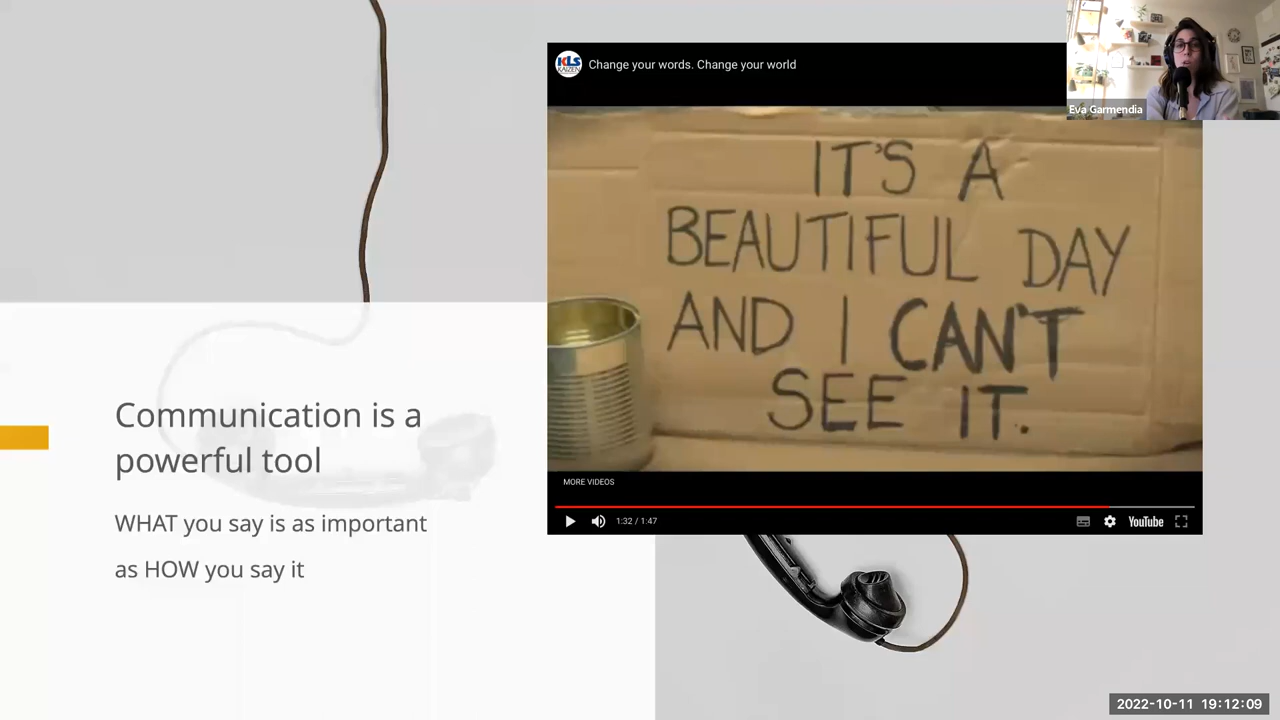 Communication is a
powerful tool
WHAT you say is as important
as HOW you say it
KLS
KAIZEN
Change your words. Change your world
IT'S A
BEAUTIFUL DAY
AND I CAN'T
SEE IT.
MORE VIDEOS
1:32 / 1:47
YouTube
Eva Garmendia
2022-10-11 19:12:09